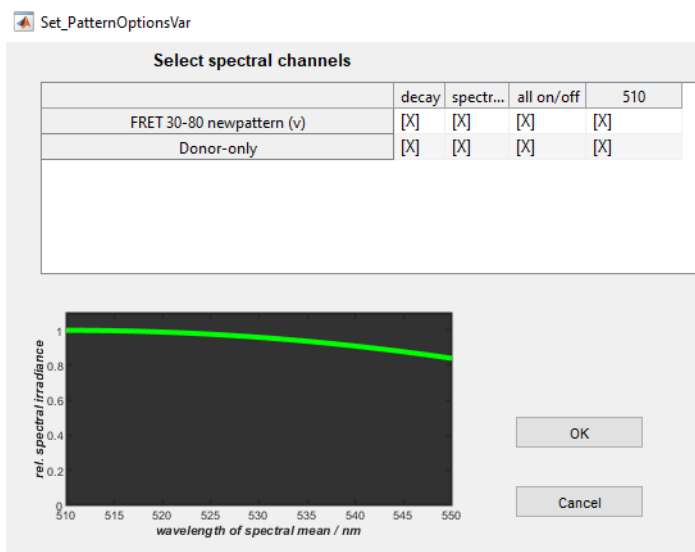 Set_PatternOptionsVar
Select spectral channels
decay spectr... all on/off 510
FRET 30-80 newpattern (v) [X] [X] [X] [X]
Donor-only [X] [X] [X] [X]
rel. spectral irradiance
1
0.8
0.6
0.4
0.2
0
510 515 520 525 530 535 540 545 550
wavelength of spectral mean / nm
OK
Cancel